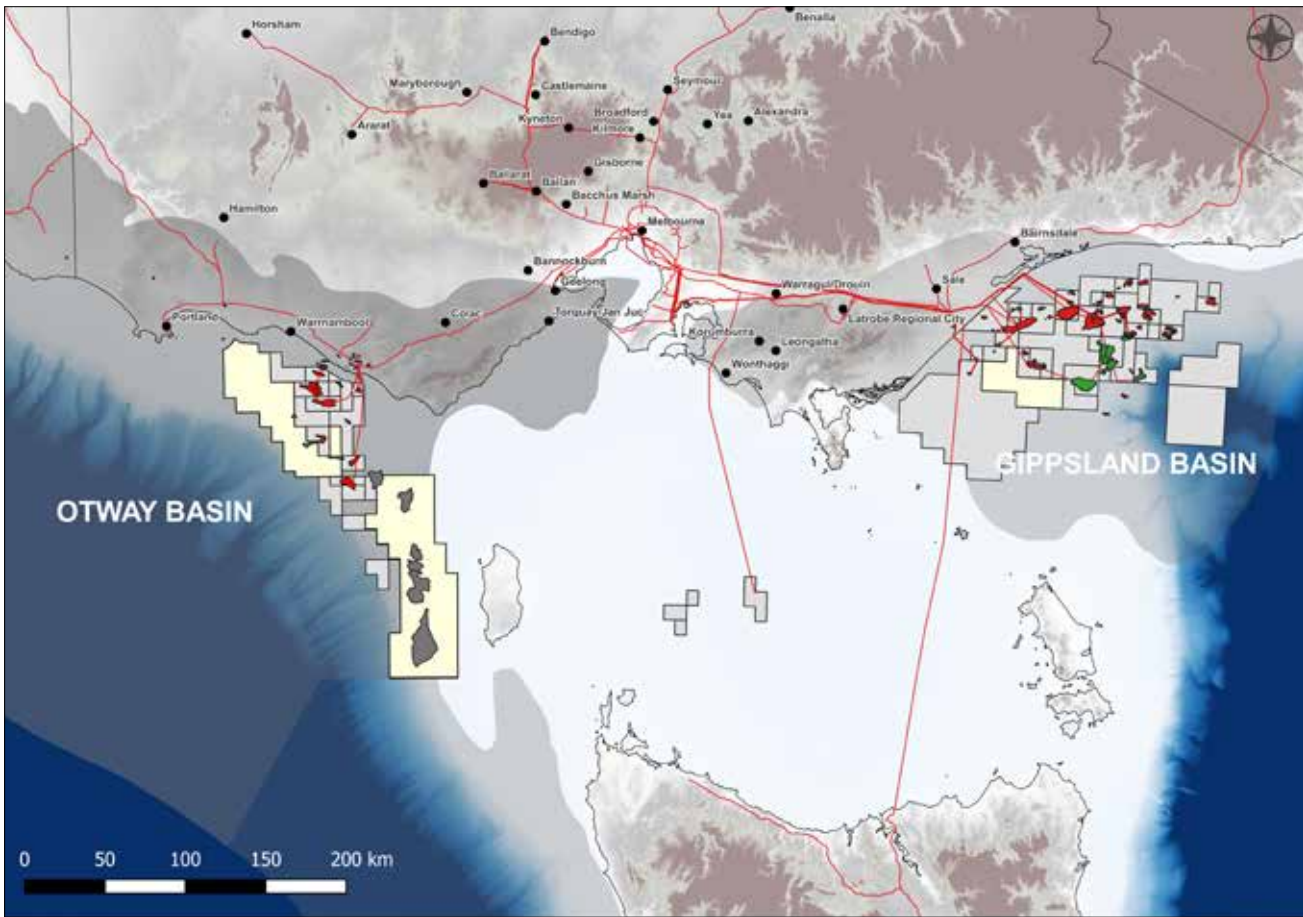 Benalla
Horsham
Bendigo
Maryborough
Castlemaine
Seymour
Ararat
Kyneton
Broadford
Kilmore
Yea
Alexandra
Gisborne
Ballarat
Ballan
Bacchus Marsh
Hamilton
Melbourne
Bairnsdale
Bannockburn
Geelong
Warragul/Drouin
Sale
Portland
Warrnambool
Colac
Torquay/Jan Juc
Latrobe Regional City
Korumburra
Leongatha
Wonthaggi
GIPPSLAND BASIN
OTWAY BASIN
0 50 100 150 200 km